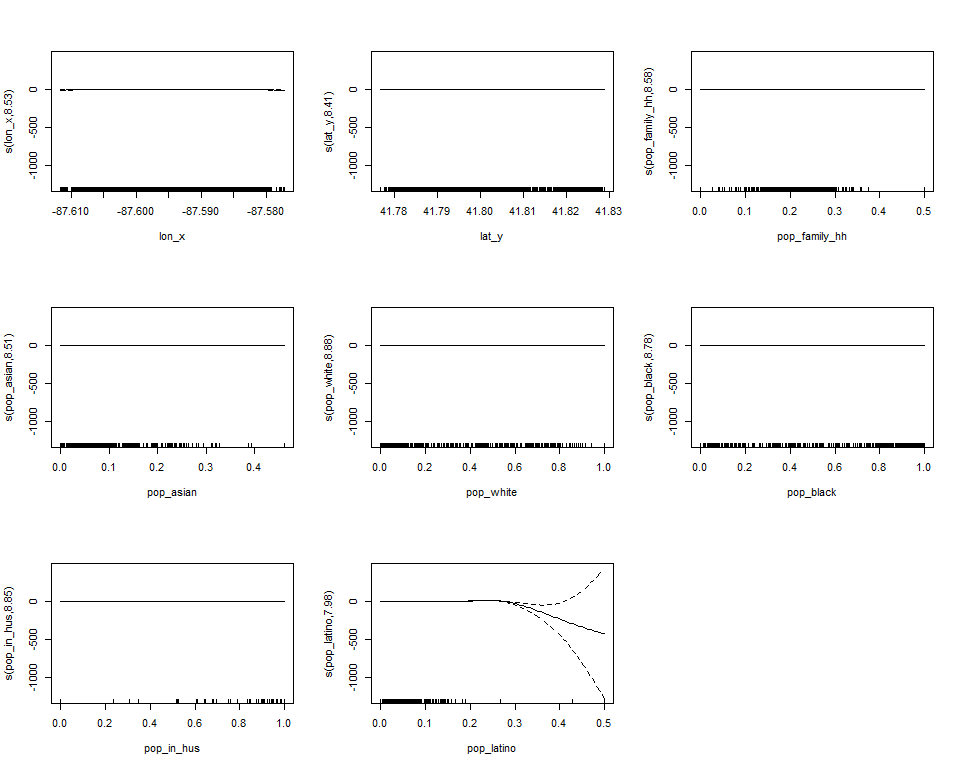 s(lon_x,8.53)
0
-500
-1000
-87.610 -87.600 -87.590 -87.580
lon_x
s(lat_y,8.41)
0
-500
-1000
41.78 41.79 41.80 41.81 41.82 41.83
lat_y
s(pop_family_hh,8.58)
0
-500
-1000
0.0 0.1 0.2 0.3 0.4 0.5
pop_family_hh
s(pop_asian,8.51)
0
-500
-1000
0.0 0.1 0.2 0.3 0.4
pop_asian
s(pop_white,8.88)
0
-500
-1000
0.0 0.2 0.4 0.6 0.8 1.0
pop_white
s(pop_black,8.78)
0
-500
-1000
0.0 0.2 0.4 0.6 0.8 1.0
pop_black
s(pop_in_hus,8.85)
0
-500
-1000
0.0 0.2 0.4 0.6 0.8 1.0
pop_in_hus
s(pop_latino,7.98)
0
-500
-1000
0.0 0.1 0.2 0.3 0.4 0.5
pop_latino